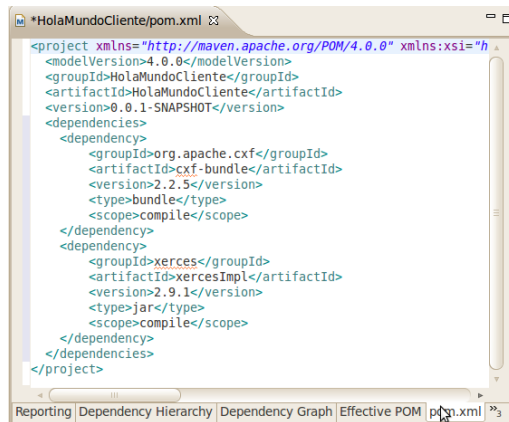 *HolaMundoCliente/pom.xml
<project xmlns="http://maven.apache.org/POM/4.0.0" xmlns:xsi="h
<modelVersion>4.0.0</modelVersion>
<groupId>HolaMundoCliente</groupId>
<artifactId>HolaMundoCliente</artifactId>
<version>0.0.1-SNAPSHOT</version>
<dependencies>
<dependency>
<groupId>org.apache.cxf</groupId>
<artifactId>cxf-bundle</artifactId>
<version>2.2.5</version>
<type>bundle</type>
<scope>compile</scope>
</dependency>
<dependency>
<groupId>xerces</groupId>
<artifactId>xercesImpl</artifactId>
<version>2.9.1</version>
<type>jar</type>
<scope>compile</scope>
</dependency>
</dependencies>
</project>
Reporting Dependency Hierarchy Dependency Graph Effective POM pom.xml »3